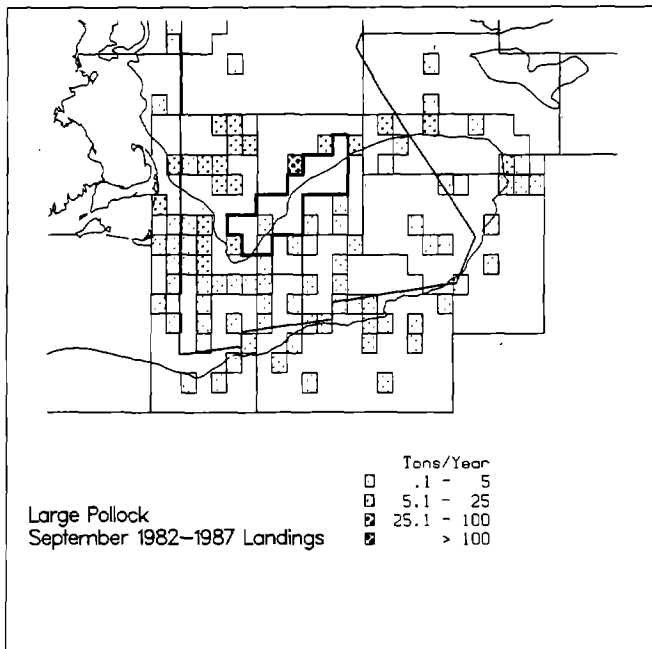 Tons/Year
.1 - 5
5.1 - 25
25.1 - 100
> 100
Large Pollock
September 1982-1987 Landings